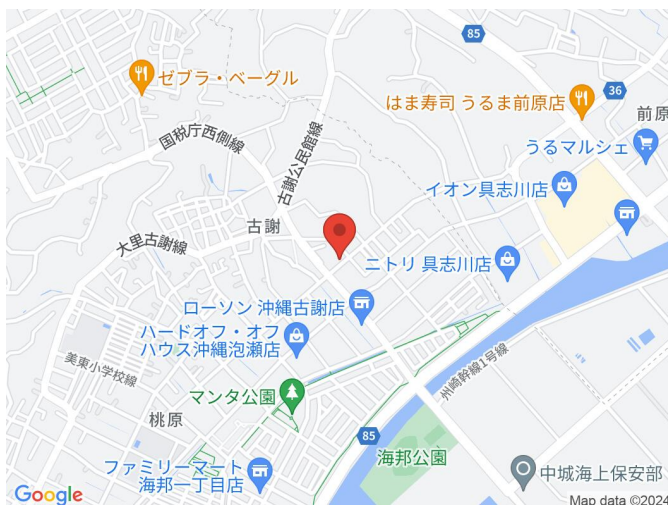 85
ゼブラ・ベーグル
36
はま寿司 うるま前原店
前原
国税庁西側線
古謝公民館線
うるマルシェ
イオン具志川店
大里古謝線
古謝
ニトリ 具志川店
ローソン 沖縄古謝店
ハードオフ・オフ
ハウス沖縄泡瀬店
美東小学校線
州崎幹線1号線
マンタ公園
桃原
85
海邦公園
ファミリーマート
海邦一丁目店
中城海上保安部
Google
Map data ©2024